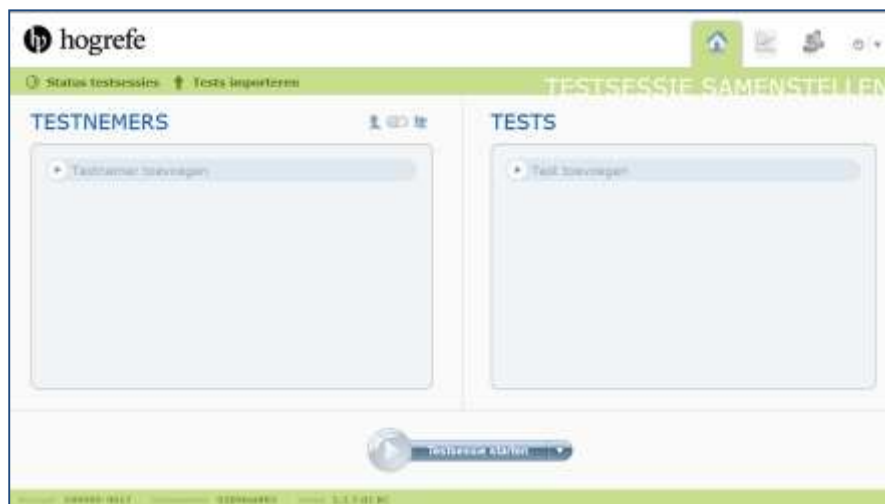 hogrefe
Status testsessies Tests importeren
TESTSESSIE SAMENSTELLEN
TESTNEMERS
TESTS
Testnemer toevoegen
Test toevoegen
Testsessie starten